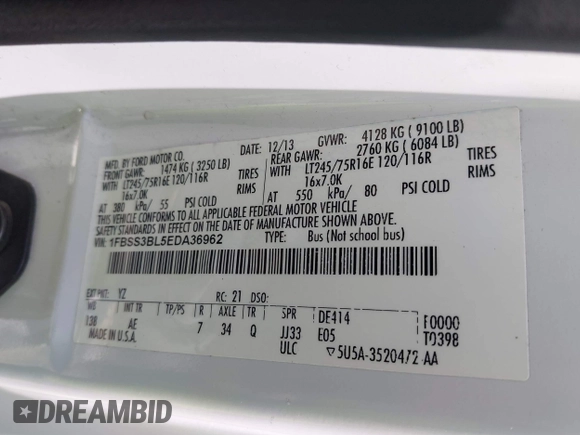 MFD. BY FORD MOTOR CO.
DATE: 12/13 GVWR: 4128 KG ( 9100 LB)
FRONT GAWR: 1474 KG ( 3250 LB) REAR GAWR: 2760 KG ( 6084 LB)
WITH LT245/75R16E 120/116R TIRES WITH LT245/75R16E 120/116R TIRES
16x7.0K RIMS 16x7.0K RIMS
AT 380 kPa/ 55 PSI COLD AT 550 kPa/ 80 PSI COLD
THIS VEHICLE CONFORMS TO ALL APPLICABLE FEDERAL MOTOR VEHICLE
SAFETY STANDARDS IN EFFECT ON THE DATE OF MANUFACTURE SHOWN ABOVE.
VIN: 1FBSS3BL5EDA36962 TYPE: Bus (Not school bus)
EXT PNT: YZ RC: 21 DSO:
WB INT TR TP/PS R AXLE TR SPR DE414 F0000
138 AE 7 34 Q JJ33 E05 T0398
MADE IN U.S.A. ULC ▽5U5A-3520472-AA
DREAMBID